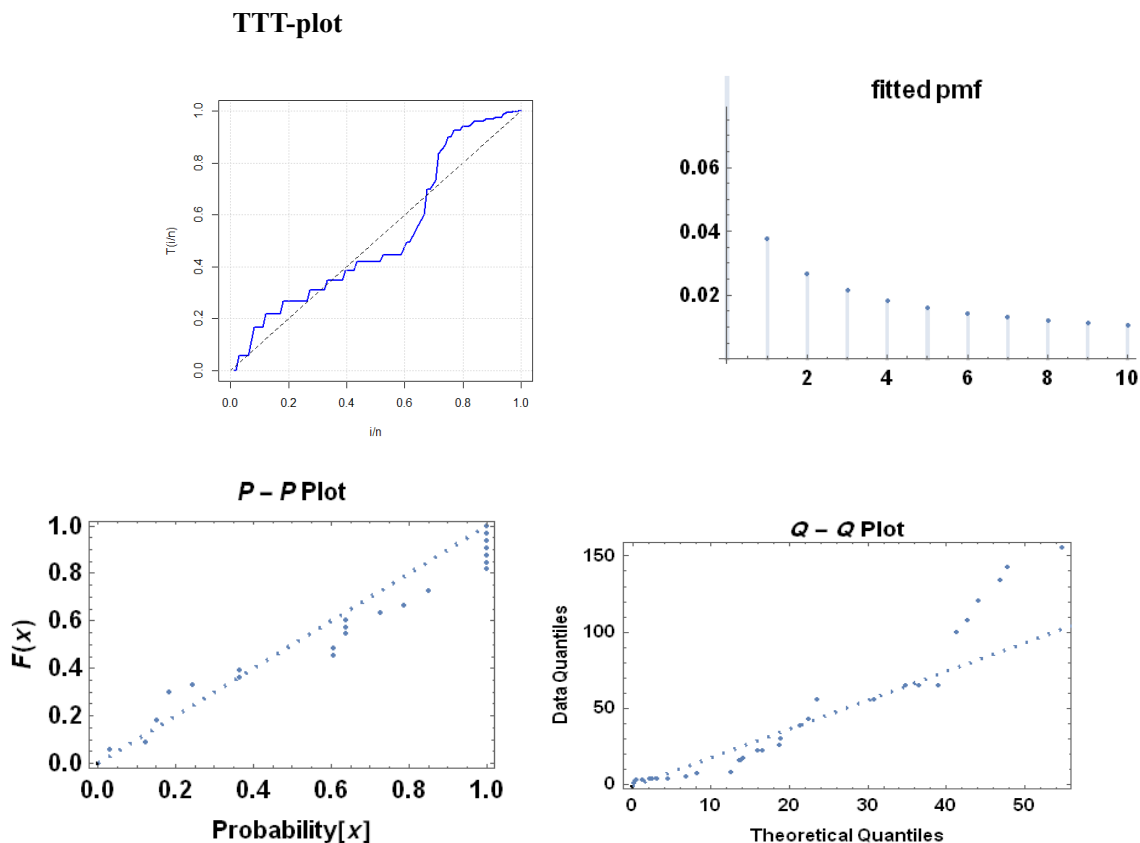 TTT-plot
T(i/n)
1.0
0.8
0.6
0.4
0.2
0.0
0.0 0.2 0.4 0.6 0.8 1.0
i/n
fitted pmf
0.06
0.04
0.02
2 4 6 8 10
P – P Plot
F(x)
1.0
0.8
0.6
0.4
0.2
0.0
0.0 0.2 0.4 0.6 0.8 1.0
Probability[x]
Q – Q Plot
Data Quantiles
150
100
50
0
0 10 20 30 40 50
Theoretical Quantiles